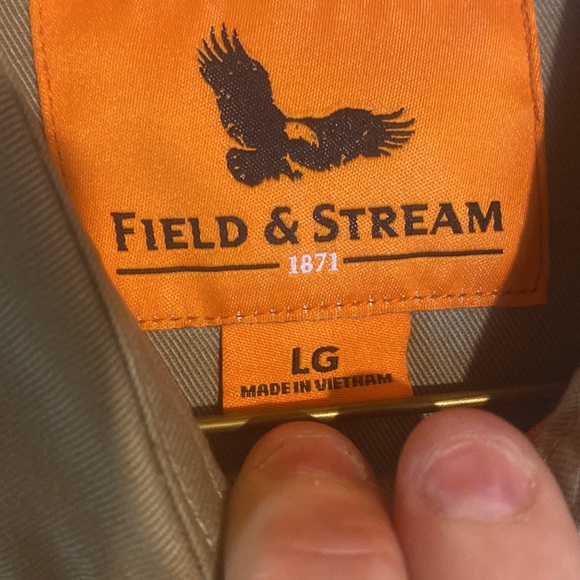 FIELD & STREAM
1871
LG
MADE IN VIETNAM